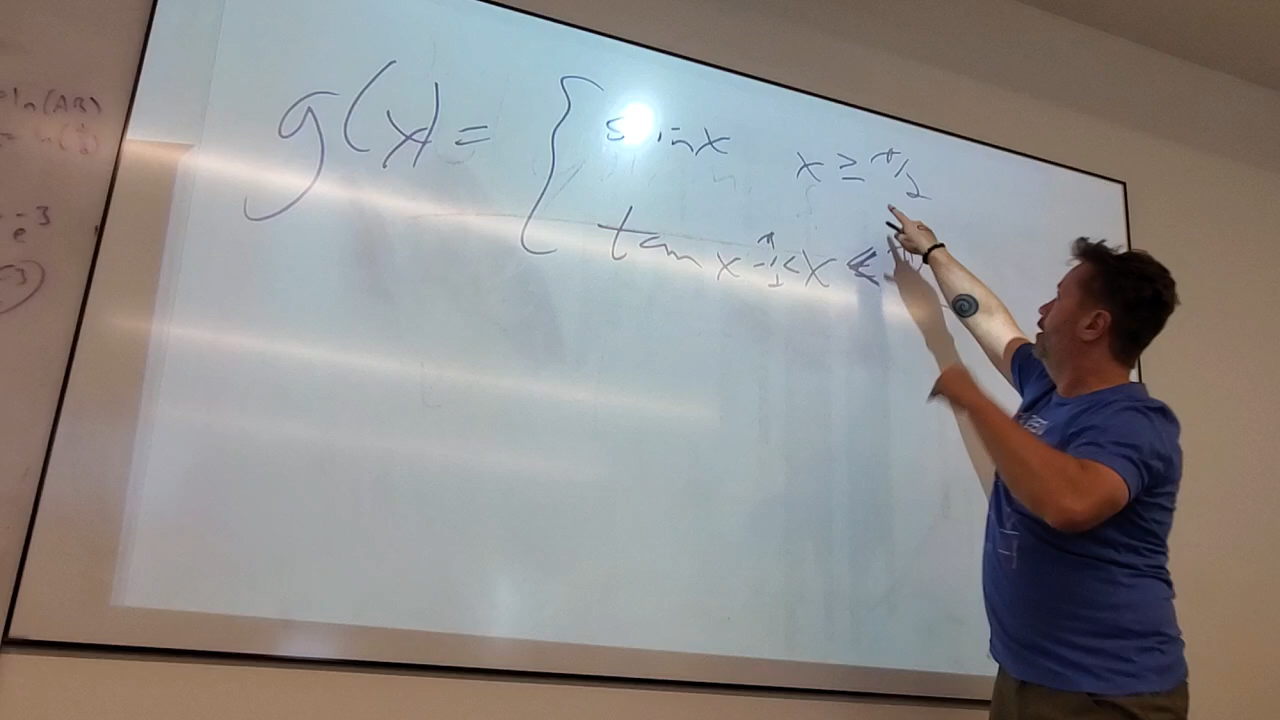 ln(AB)
e^-3
g(x) = { sin x x ≥ π/2
tan x -π/2 < x <